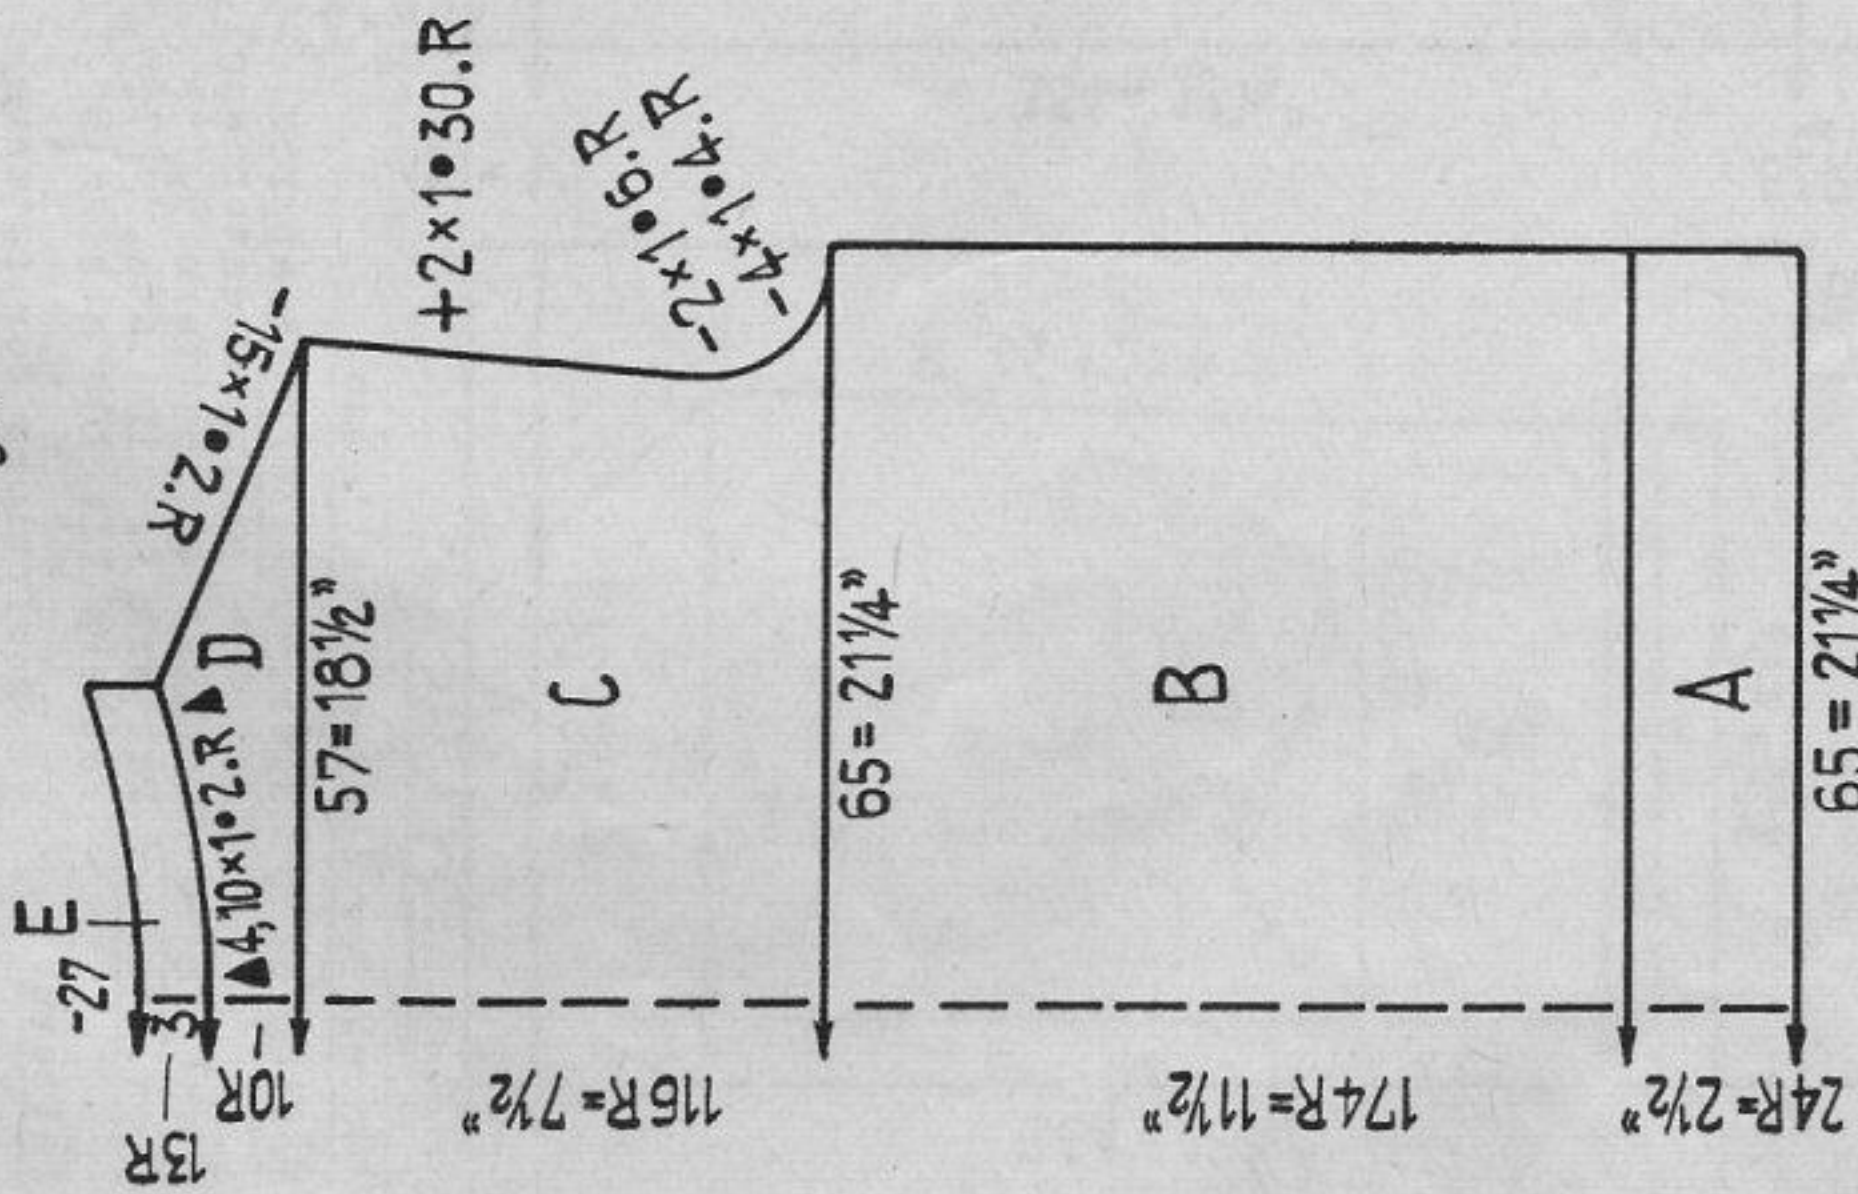 E
-27
3
13R
10R
-15×1•2.R
▲4,10×1•2.R▲
D
57=18½"
+2×1•30.R
-2×1•6.R
-4×1•4.R
C
116R=7½"
65=21¼"
B
174R=11½"
A
24R=2½"
65=21¼"